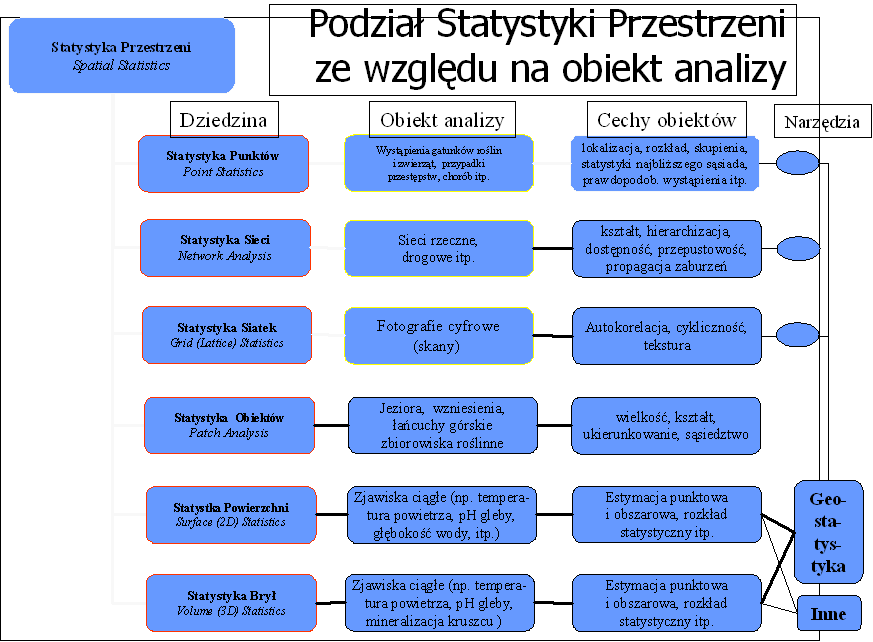 Statystyka Przestrzeni
Spatial Statistics
Podział Statystyki Przestrzeni
ze względu na obiekt analizy
Dziedzina
Obiekt analizy
Cechy obiektów
Narzędzia
Statystyka Punktów
Point Statistics
Wystąpienia gatunków roślin
i zwierząt, przypadki
przestępstw, chorób itp.
lokalizacja, rozkład, skupienia,
statystyki najbliższego sąsiada,
prawdopodob. wystąpienia itp.
Statystyka Sieci
Network Analysis
Sieci rzeczne,
drogowe itp.
kształt, hierarchizacja,
dostępność, przepustowość,
propagacja zaburzeń
Statystyka Siatek
Grid (Lattice) Statistics
Fotografie cyfrowe
(skany)
Autokorelacja, cykliczność,
tekstura
Statystyka Obiektów
Patch Analysis
Jeziora, wzniesienia,
łańcuchy górskie
zbiorowiska roślinne
wielkość, kształt,
ukierunkowanie, sąsiedztwo
Statystka Powierzchni
Surface (2D) Statistics
Zjawiska ciągłe (np. tempera-
tura powietrza, pH gleby,
głębokość wody, itp.)
Estymacja punktowa
i obszarowa, rozkład
statystyczny itp.
Geo-
sta-
tys-
tyka
Statystyka Brył
Volume (3D) Statistics
Zjawiska ciągłe (np. tempera-
tura powietrza, pH gleby,
mineralizacja kruszcu )
Estymacja punktowa
i obszarowa, rozkład
statystyczny itp.
Inne